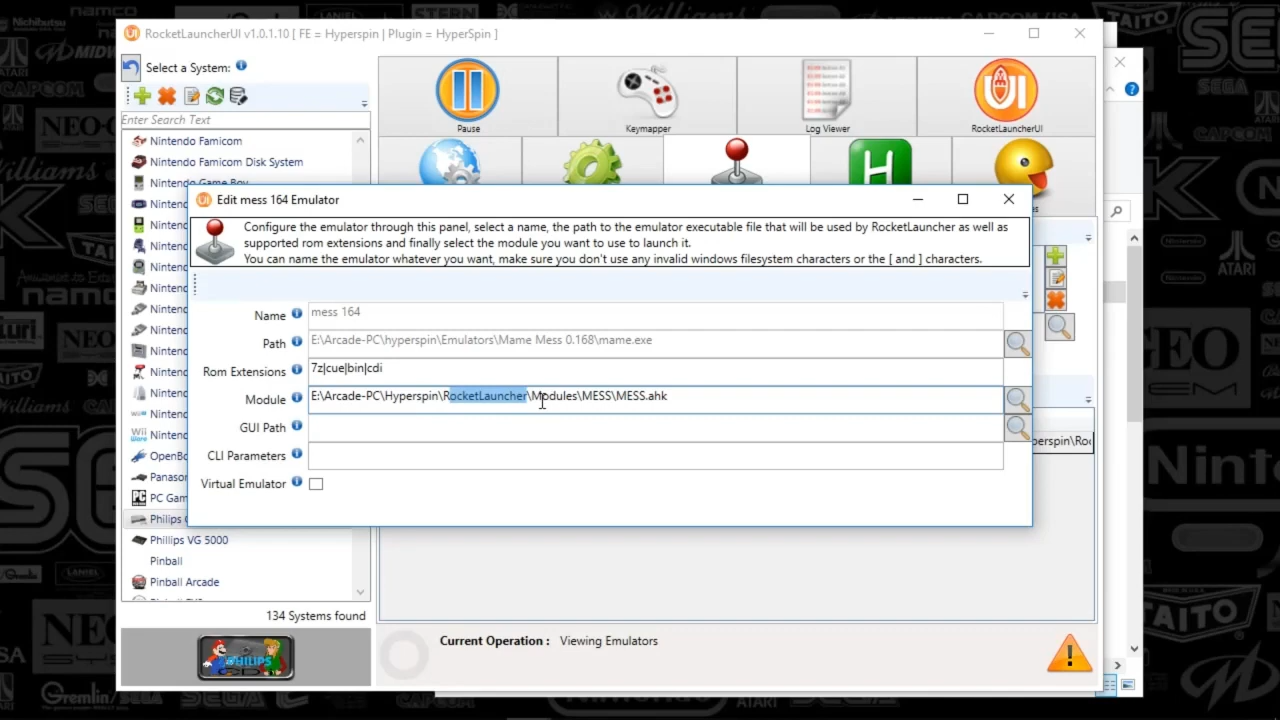 RocketLauncherUI v1.0.1.10 [ FE = Hyperspin | Plugin = HyperSpin ]
Select a System:
Enter Search Text
Nintendo Famicom
Nintendo Famicom Disk System
Nintendo Game Boy
Pause
Keymapper
Log Viewer
RocketLauncherUI
Edit mess 164 Emulator
Configure the emulator through this panel, select a name, the path to the emulator executable file that will be used by RocketLauncher as well as
supported rom extensions and finally select the module you want to use to launch it.
You can name the emulator whatever you want, make sure you don't use any invalid windows filesystem characters or the [ and ] characters.
Name mess 164
Path E:\Arcade-PC\hyperspin\Emulators\Mame Mess 0.168\mame.exe
Rom Extensions 7z|cue|bin|cdi
Module E:\Arcade-PC\Hyperspin\RocketLauncher\Modules\MESS\MESS.ahk
GUI Path
CLI Parameters
Virtual Emulator
Philips
Phillips VG 5000
Pinball
Pinball Arcade
134 Systems found
PHILIPS
Current Operation : Viewing Emulators